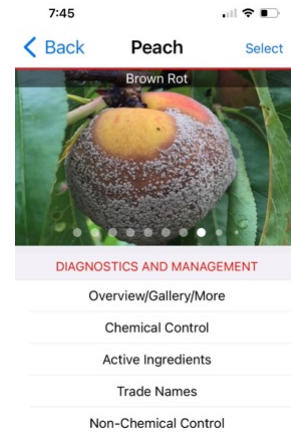 7:45
Back
Peach
Select
Brown Rot
DIAGNOSTICS AND MANAGEMENT
Overview/Gallery/More
Chemical Control
Active Ingredients
Trade Names
Non-Chemical Control